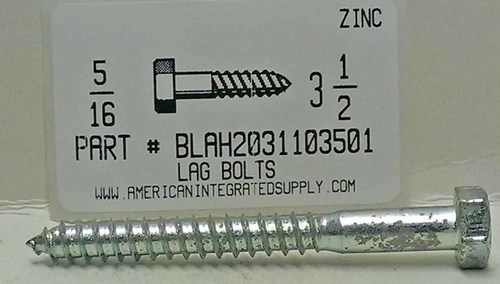 ZINC
5
16
3 1
2
PART # BLAH2031103501
LAG BOLTS
WWW.AMERICANINTEGRATEDSUPPLY.COM